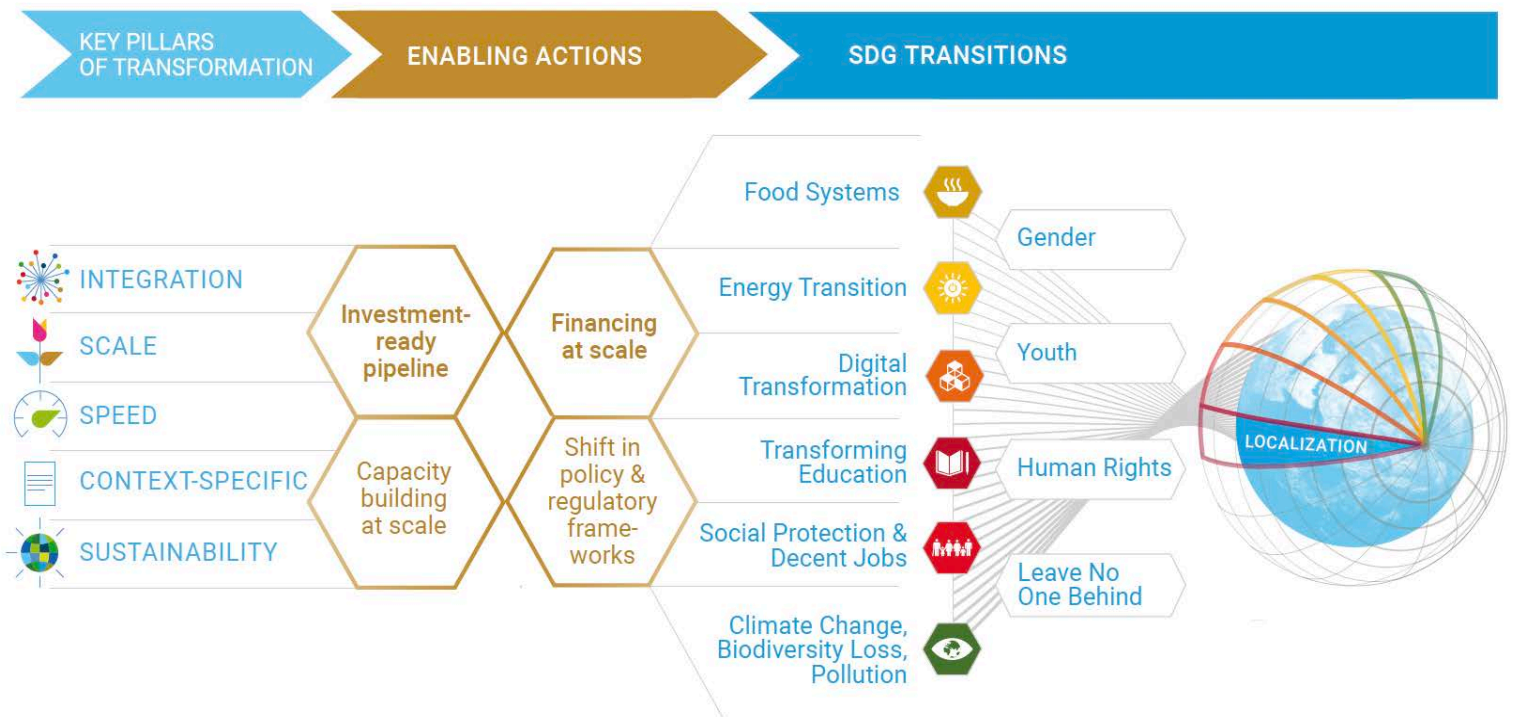 KEY PILLARS
OF TRANSFORMATION
ENABLING ACTIONS
SDG TRANSITIONS
INTEGRATION
SCALE
SPEED
CONTEXT-SPECIFIC
SUSTAINABILITY
Investment-
ready
pipeline
Financing
at scale
Capacity
building
at scale
Shift in
policy &
regulatory
frame-
works
Food Systems
Energy Transition
Digital
Transformation
Transforming
Education
Social Protection &
Decent Jobs
Climate Change,
Biodiversity Loss,
Pollution
Gender
Youth
Human Rights
Leave No
One Behind
LOCALIZATION